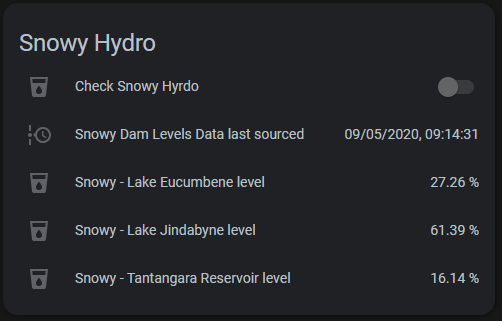 Snowy Hydro
Check Snowy Hyrdo
Snowy Dam Levels Data last sourced 09/05/2020, 09:14:31
Snowy - Lake Eucumbene level 27.26 %
Snowy - Lake Jindabyne level 61.39 %
Snowy - Tantangara Reservoir level 16.14 %